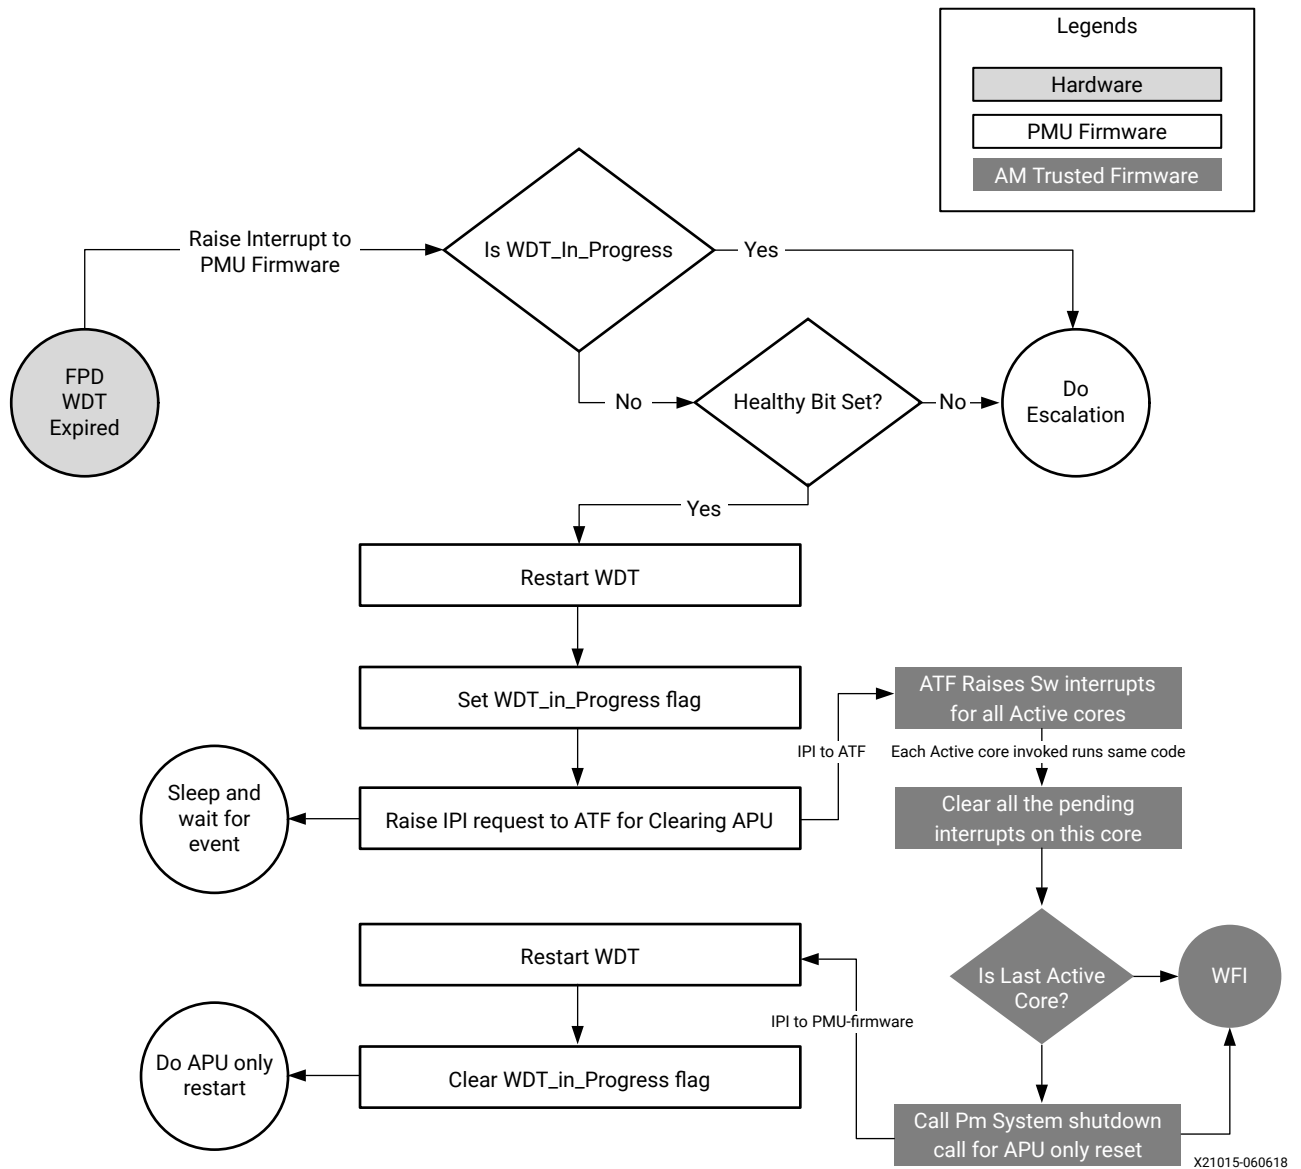 Legends
Hardware
PMU Firmware
AM Trusted Firmware
Raise Interrupt to
PMU Firmware
Is WDT_In_Progress
Yes
FPD
WDT
Expired
No
Healthy Bit Set?
No
Do
Escalation
Yes
Restart WDT
Set WDT_in_Progress flag
ATF Raises Sw interrupts
for all Active cores
IPI to ATF
Each Active core invoked runs same code
Sleep and
wait for
event
Raise IPI request to ATF for Clearing APU
Clear all the pending
interrupts on this core
Restart WDT
Is Last Active
Core?
WFI
IPI to PMU-firmware
Do APU only
restart
Clear WDT_in_Progress flag
Call Pm System shutdown
call for APU only reset
X21015-060618